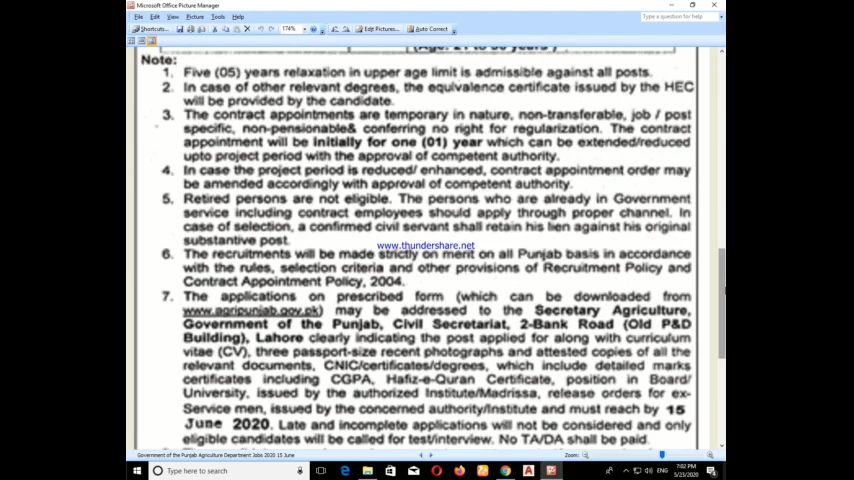 Microsoft Office Picture Manager
File Edit View Picture Tools Help
Type a question for help
Shortcuts... 174% Edit Pictures... Auto Correct
(Age: 21 to 30 years )
Note:
1. Five (05) years relaxation in upper age limit is admissible against all posts.
2. In case of other relevant degrees, the equivalence certificate issued by the HEC
will be provided by the candidate.
3. The contract appointments are temporary in nature, non-transferable, job / post
specific, non-pensionable& conferring no right for regularization. The contract
appointment will be initially for one (01) year which can be extended/reduced
upto project period with the approval of competent authority.
4. In case the project period is reduced/ enhanced, contract appointment order may
be amended accordingly with approval of competent authority.
5. Retired persons are not eligible. The persons who are already in Government
service including contract employees should apply through proper channel. In
case of selection, a confirmed civil servant shall retain his lien against his original
substantive post.
www.thundershare.net
6. The recruitments will be made strictly on merit on all Punjab basis in accordance
with the rules, selection criteria and other provisions of Recruitment Policy and
Contract Appointment Policy, 2004.
7. The applications on prescribed form (which can be downloaded from
www.agripunjab.gov.pk) may be addressed to the Secretary Agriculture,
Government of the Punjab, Civil Secretariat, 2-Bank Road (Old P&D
Building), Lahore clearly indicating the post applied for along with curriculum
vitae (CV), three passport-size recent photographs and attested copies of all the
relevant documents, CNIC/certificates/degrees, which include detailed marks
certificates including CGPA, Hafiz-e-Quran Certificate, position in Board/
University, issued by the authorized Institute/Madrissa, release orders for ex-
Service men, issued by the concerned authority/Institute and must reach by 15
June 2020. Late and incomplete applications will not be considered and only
eligible candidates will be called for test/interview. No TA/DA shall be paid.
Government of the Punjab Agriculture Department Jobs 2020 15 June
Zoom:
Type here to search
ENG
7:02 PM
5/23/2020